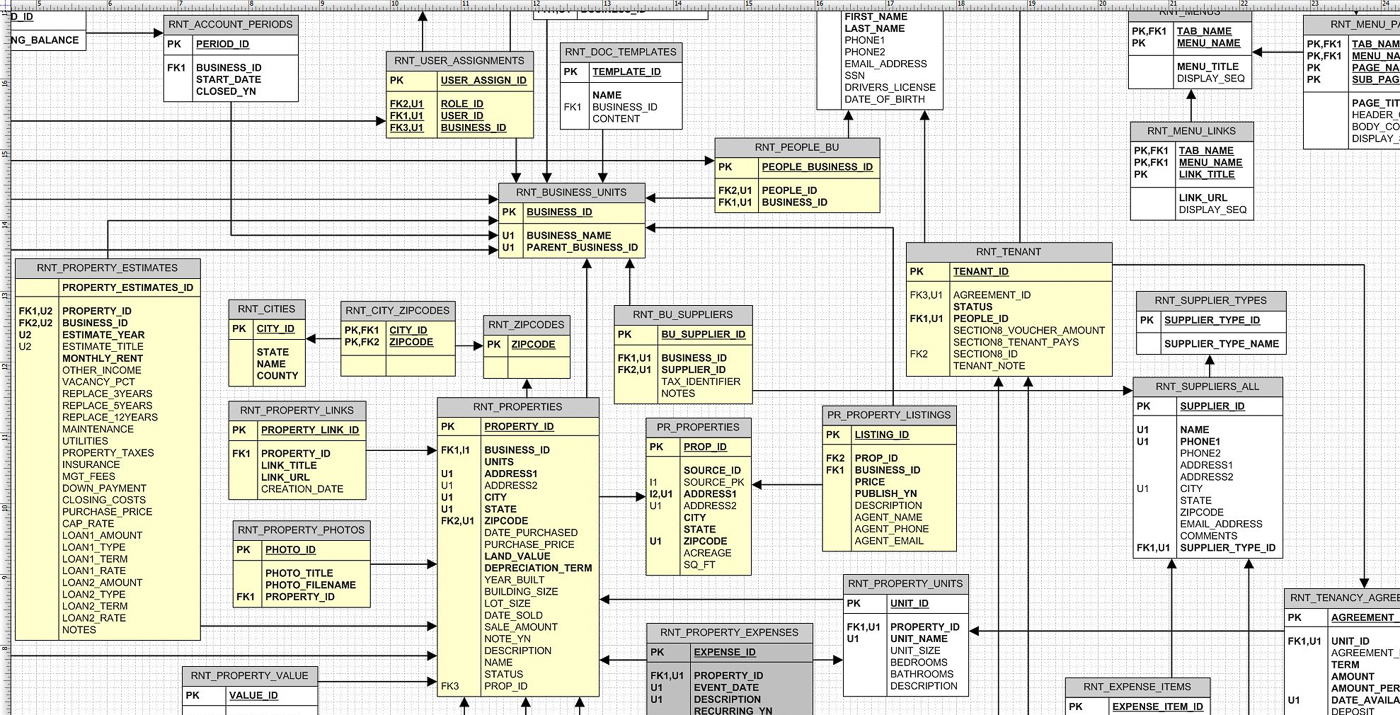 D_ID
NG_BALANCE
RNT_ACCOUNT_PERIODS
PK PERIOD_ID
FK1 BUSINESS_ID
START_DATE
CLOSED_YN
RNT_USER_ASSIGNMENTS
PK USER_ASSIGN_ID
FK2,U1 ROLE_ID
FK1,U1 USER_ID
FK3,U1 BUSINESS_ID
RNT_DOC_TEMPLATES
PK TEMPLATE_ID
NAME
FK1 BUSINESS_ID
CONTENT
FIRST_NAME
LAST_NAME
PHONE1
PHONE2
EMAIL_ADDRESS
SSN
DRIVERS_LICENSE
DATE_OF_BIRTH
RNT_MENUS
PK,FK1 TAB_NAME
PK MENU_NAME
MENU_TITLE
DISPLAY_SEQ
RNT_MENU_PA
PK,FK1 TAB_NAM
PK,FK1 MENU_NA
PK PAGE_NA
PK SUB_PAG
PAGE_TIT
HEADER_
BODY_CO
DISPLAY_
RNT_MENU_LINKS
PK,FK1 TAB_NAME
PK,FK1 MENU_NAME
PK LINK_TITLE
LINK_URL
DISPLAY_SEQ
RNT_PEOPLE_BU
PK PEOPLE_BUSINESS_ID
FK2,U1 PEOPLE_ID
FK1,U1 BUSINESS_ID
RNT_BUSINESS_UNITS
PK BUSINESS_ID
U1 BUSINESS_NAME
U1 PARENT_BUSINESS_ID
RNT_PROPERTY_ESTIMATES
PROPERTY_ESTIMATES_ID
FK1,U2 PROPERTY_ID
FK2,U2 BUSINESS_ID
U2 ESTIMATE_YEAR
U2 ESTIMATE_TITLE
MONTHLY_RENT
OTHER_INCOME
VACANCY_PCT
REPLACE_3YEARS
REPLACE_5YEARS
REPLACE_12YEARS
MAINTENANCE
UTILITIES
PROPERTY_TAXES
INSURANCE
MGT_FEES
DOWN_PAYMENT
CLOSING_COSTS
PURCHASE_PRICE
CAP_RATE
LOAN1_AMOUNT
LOAN1_TYPE
LOAN1_TERM
LOAN1_RATE
LOAN2_AMOUNT
LOAN2_TYPE
LOAN2_TERM
LOAN2_RATE
NOTES
RNT_CITIES
PK CITY_ID
STATE
NAME
COUNTY
RNT_CITY_ZIPCODES
PK,FK1 CITY_ID
PK,FK2 ZIPCODE
RNT_ZIPCODES
PK ZIPCODE
RNT_BU_SUPPLIERS
PK BU_SUPPLIER_ID
FK1,U1 BUSINESS_ID
FK2,U1 SUPPLIER_ID
TAX_IDENTIFIER
NOTES
RNT_TENANT
PK TENANT_ID
FK3,U1 AGREEMENT_ID
STATUS
FK1,U1 PEOPLE_ID
SECTION8_VOUCHER_AMOUNT
SECTION8_TENANT_PAYS
FK2 SECTION8_ID
TENANT_NOTE
RNT_SUPPLIER_TYPES
PK SUPPLIER_TYPE_ID
SUPPLIER_TYPE_NAME
RNT_SUPPLIERS_ALL
PK SUPPLIER_ID
U1 NAME
U1 PHONE1
PHONE2
ADDRESS1
ADDRESS2
U1 CITY
STATE
ZIPCODE
EMAIL_ADDRESS
COMMENTS
FK1,U1 SUPPLIER_TYPE_ID
RNT_PROPERTY_LINKS
PK PROPERTY_LINK_ID
FK1 PROPERTY_ID
LINK_TITLE
LINK_URL
CREATION_DATE
RNT_PROPERTIES
PK PROPERTY_ID
FK1,I1 BUSINESS_ID
UNITS
U1 ADDRESS1
U1 ADDRESS2
U1 CITY
U1 STATE
FK2,U1 ZIPCODE
DATE_PURCHASED
PURCHASE_PRICE
LAND_VALUE
DEPRECIATION_TERM
YEAR_BUILT
BUILDING_SIZE
LOT_SIZE
DATE_SOLD
SALE_AMOUNT
NOTE_YN
DESCRIPTION
NAME
STATUS
FK3 PROP_ID
PR_PROPERTIES
PK PROP_ID
SOURCE_ID
I1 SOURCE_PK
I2,U1 ADDRESS1
U1 ADDRESS2
CITY
STATE
U1 ZIPCODE
ACREAGE
SQ_FT
PR_PROPERTY_LISTINGS
PK LISTING_ID
FK2 PROP_ID
FK1 BUSINESS_ID
PRICE
PUBLISH_YN
DESCRIPTION
AGENT_NAME
AGENT_PHONE
AGENT_EMAIL
RNT_PROPERTY_PHOTOS
PK PHOTO_ID
PHOTO_TITLE
PHOTO_FILENAME
FK1 PROPERTY_ID
RNT_PROPERTY_UNITS
PK UNIT_ID
FK1,U1 PROPERTY_ID
U1 UNIT_NAME
UNIT_SIZE
BEDROOMS
BATHROOMS
DESCRIPTION
RNT_PROPERTY_EXPENSES
PK EXPENSE_ID
FK1,U1 PROPERTY_ID
U1 EVENT_DATE
U1 DESCRIPTION
RECURRING_YN
RNT_PROPERTY_VALUE
PK VALUE_ID
RNT_EXPENSE_ITEMS
PK EXPENSE_ITEM_ID
RNT_TENANCY_AGREE
PK AGREEMENT_
FK1,U1 UNIT_ID
AGREEMENT_
TERM
AMOUNT
AMOUNT_PER
U1 DATE_AVAILA
DEPOSIT